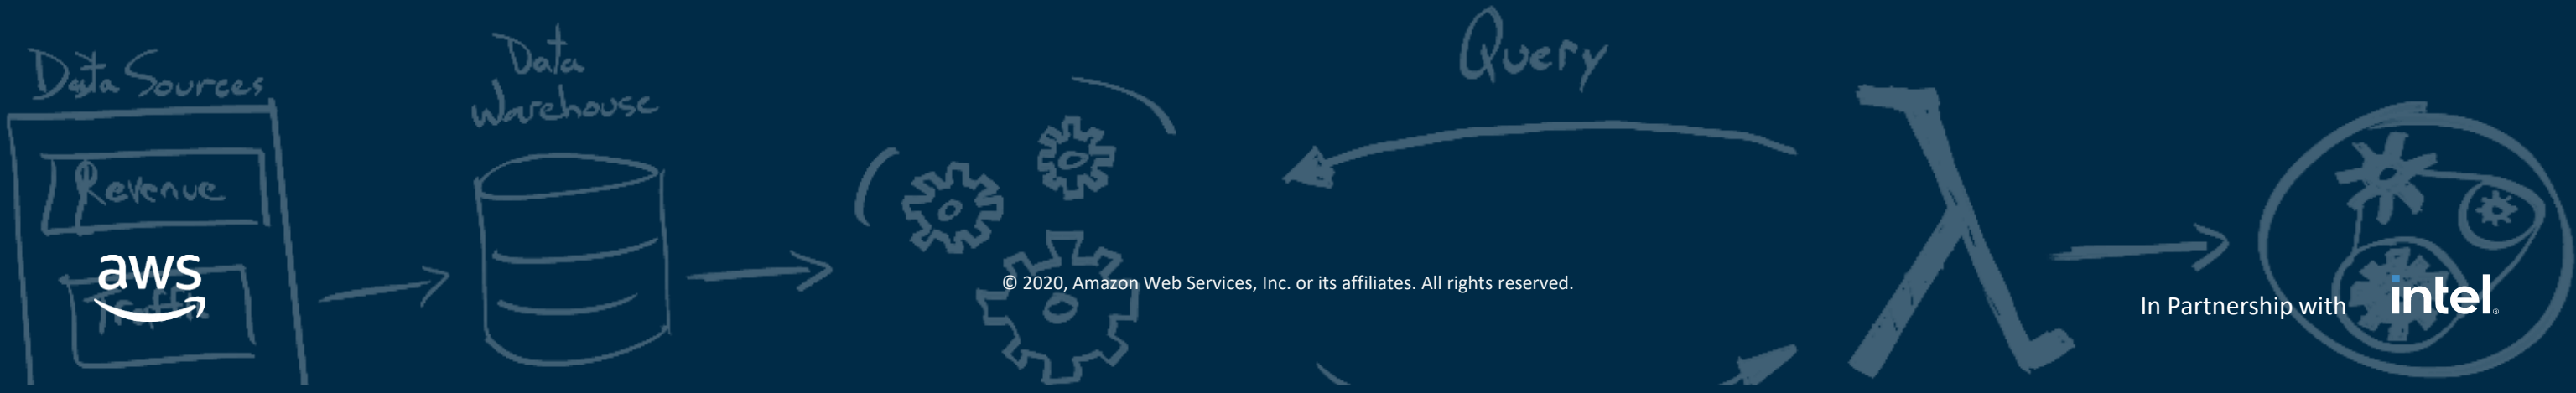 Data Sources
Data
Warehouse
Query
Revenue
aws
Traffic
© 2020, Amazon Web Services, Inc. or its affiliates. All rights reserved.
In Partnership with
intel.